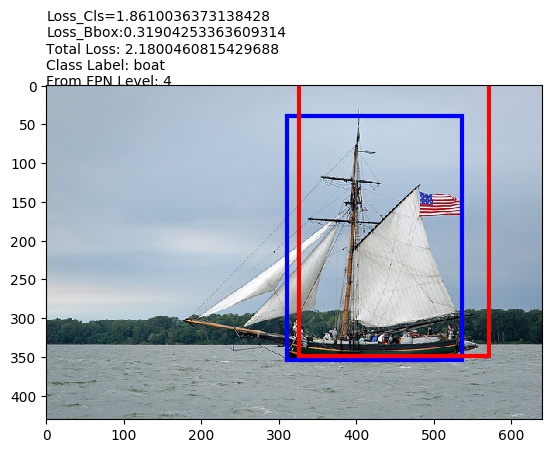 Loss_Cls=1.8610036373138428
Loss_Bbox:0.31904253363609314
Total Loss: 2.1800460815429688
Class Label: boat
From FPN Level: 4
0
50
100
150
200
250
300
350
400
0 100 200 300 400 500 600